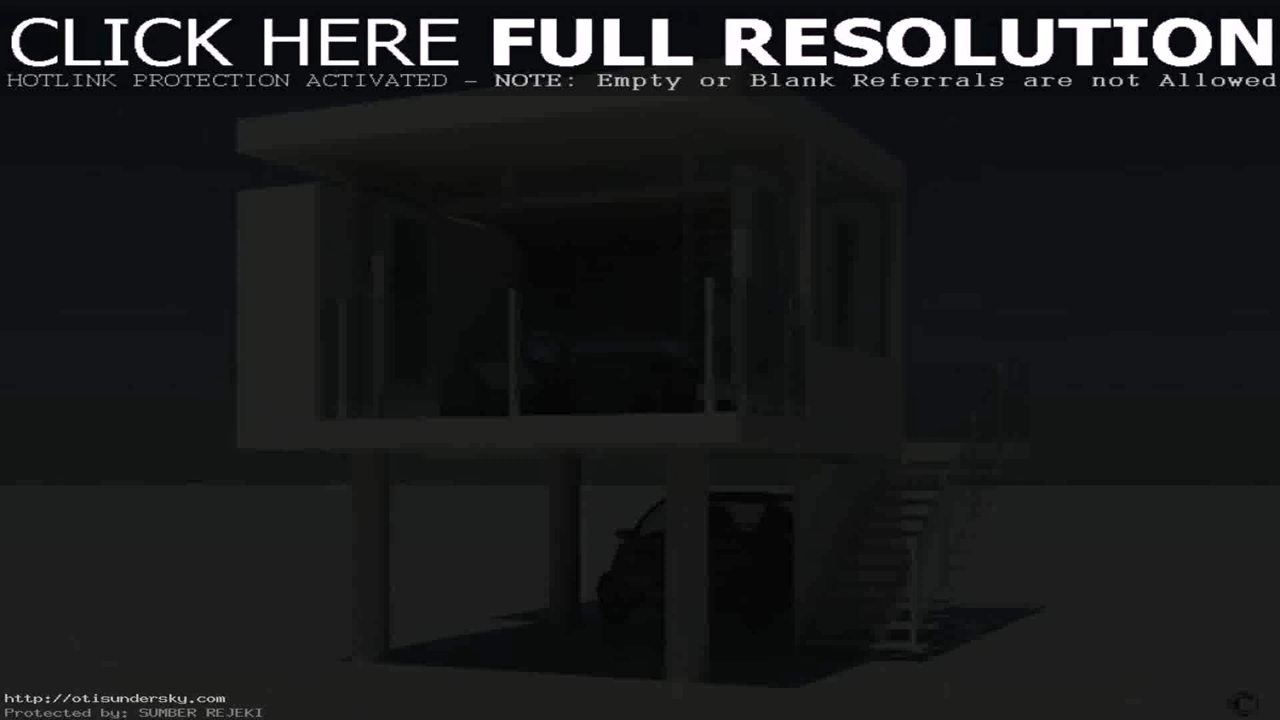 CLICK HERE FULL RESOLUTION
HOTLINK PROTECTION ACTIVATED - NOTE: Empty or Blank Referrals are not Allowed
http://otisundersky.com
Protected by: SUMBER REJEKI
©